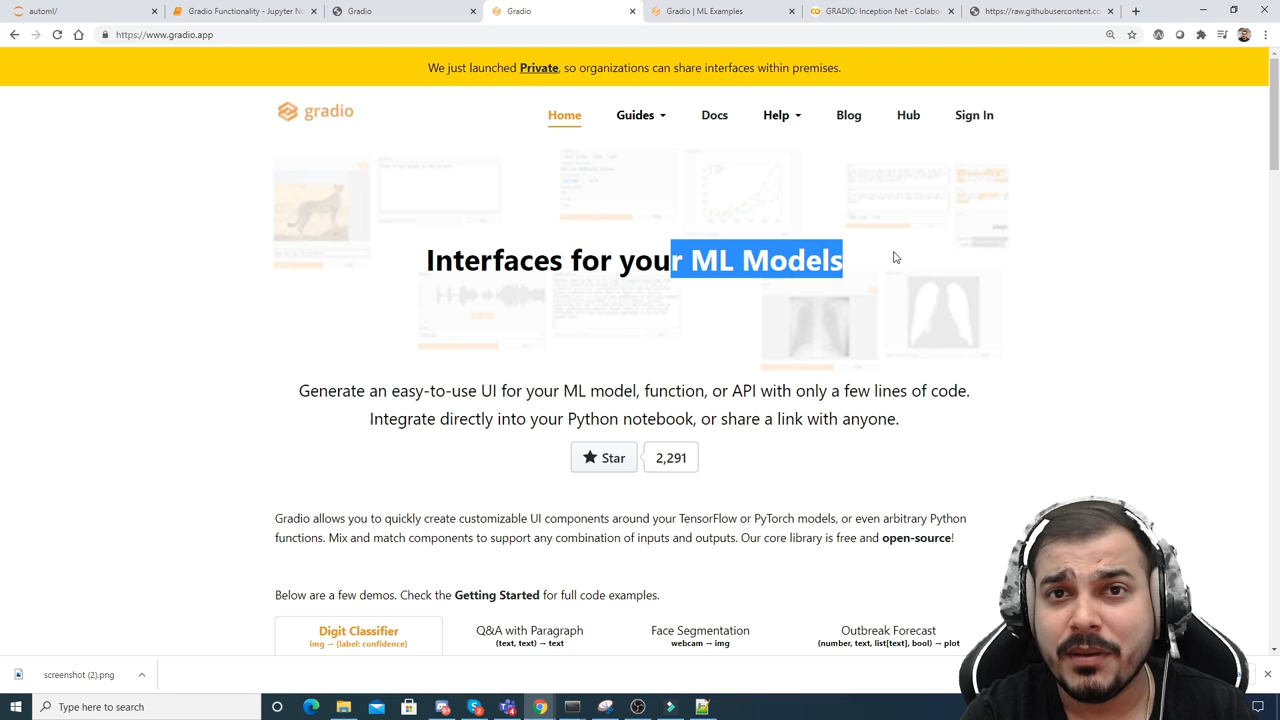 automl/
Gradio Functionality - Jupyter No
Gradio
Gradio
Gradio | ML Examples
GRADIO: Inception Net - Colabo
https://raw.githubusercontent.co
https://www.gradio.app
We just launched Private, so organizations can share interfaces within premises.
gradio
Home
Guides
Docs
Help
Blog
Hub
Sign In
Interfaces for your ML Models
Generate an easy-to-use UI for your ML model, function, or API with only a few lines of code.
Integrate directly into your Python notebook, or share a link with anyone.
Star
2,291
Gradio allows you to quickly create customizable UI components around your TensorFlow or PyTorch models, or even arbitrary Python
functions. Mix and match components to support any combination of inputs and outputs. Our core library is free and open-source!
Below are a few demos. Check the Getting Started for full code examples.
Digit Classifier
img → (label: confidence)
Q&A with Paragraph
(text, text) → text
Face Segmentation
webcam → img
Outbreak Forecast
(number, text, list[text], bool) → plot
screenshot (2).png
Type here to search